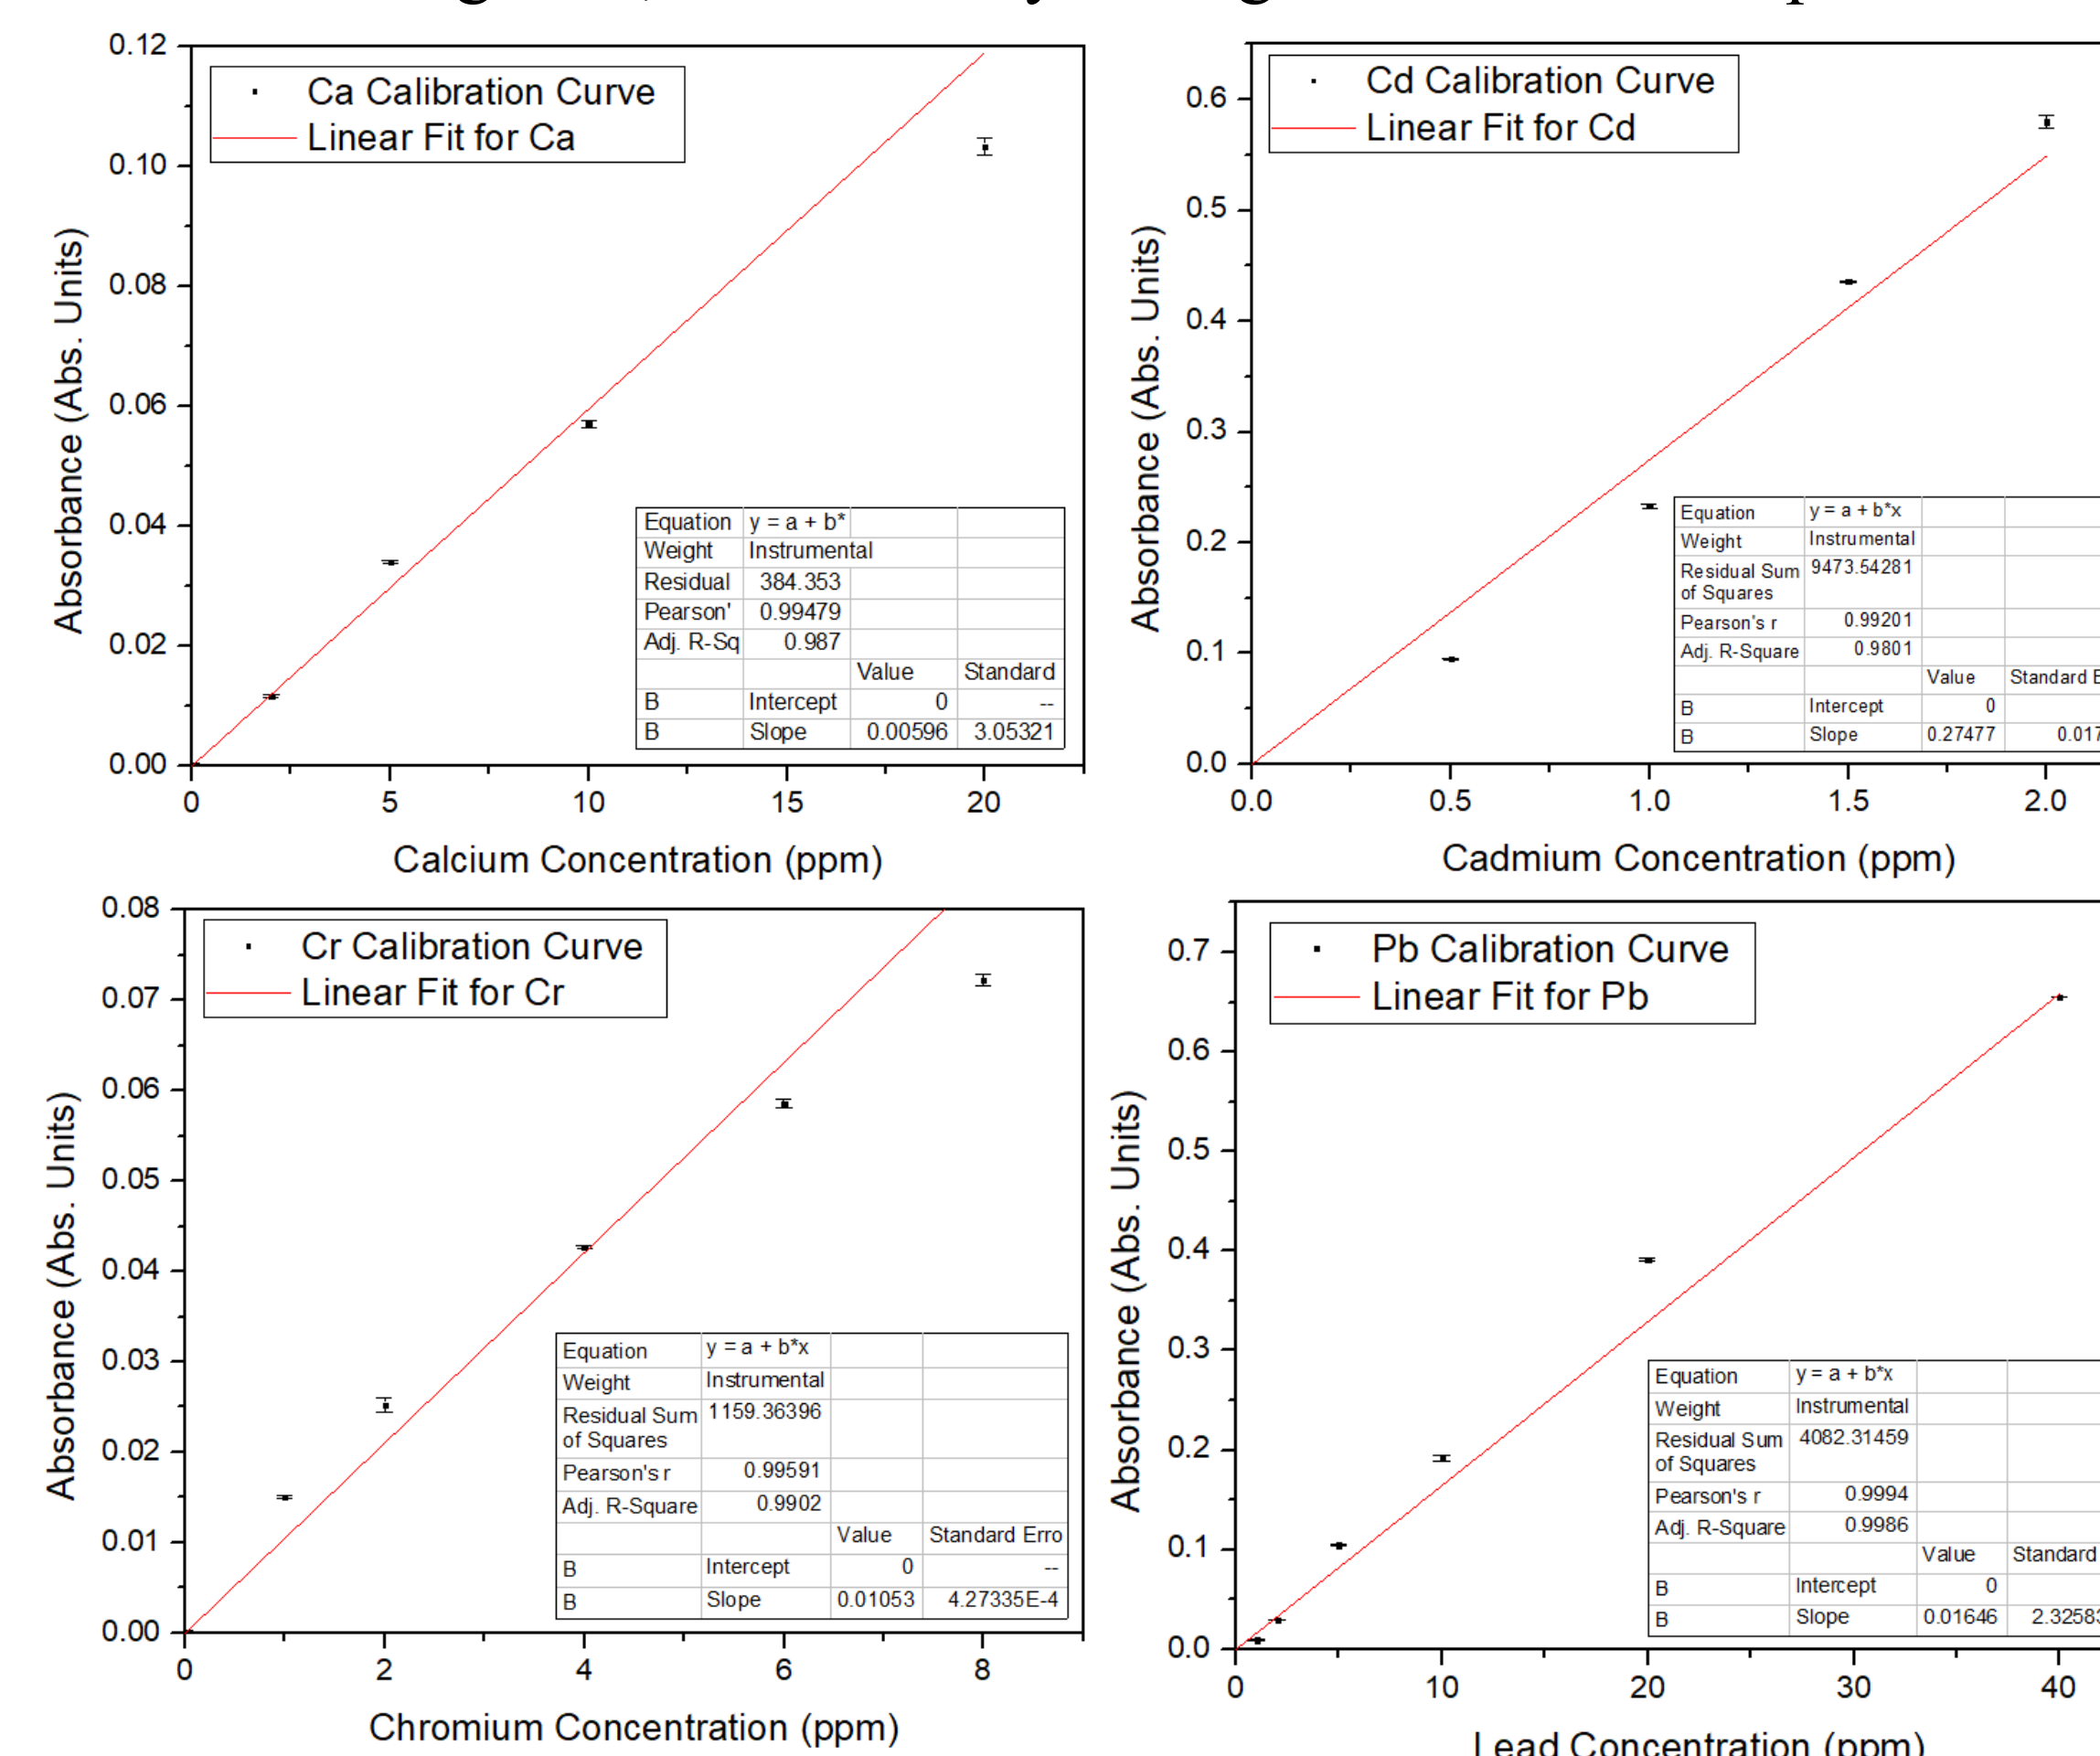 0.12
0.10
0.08
0.06
0.04
0.02
0.00
Absorbance (Abs. Units)
Ca Calibration Curve
Linear Fit for Ca
Equation y = a + b*
Weight Instrumental
Residual 384.353
Pearson' 0.99479
Adj. R-Sq 0.987
Value Standard
B Intercept 0 --
B Slope 0.00596 3.05321
0 5 10 15 20
Calcium Concentration (ppm)
0.6
0.5
0.4
0.3
0.2
0.1
0.0
Absorbance (Abs. Units)
Cd Calibration Curve
Linear Fit for Cd
Equation y = a + b*x
Weight Instrumental
Residual Sum of Squares 9473.54281
Pearson's r 0.99201
Adj. R-Square 0.9801
Value Standard E
B Intercept 0
B Slope 0.27477 0.017
0.0 0.5 1.0 1.5 2.0
Cadmium Concentration (ppm)
0.08
0.07
0.06
0.05
0.04
0.03
0.02
0.01
0.00
Absorbance (Abs. Units)
Cr Calibration Curve
Linear Fit for Cr
Equation y = a + b*x
Weight Instrumental
Residual Sum of Squares 1159.36396
Pearson's r 0.99591
Adj. R-Square 0.9902
Value Standard Erro
B Intercept 0 --
B Slope 0.01053 4.27335E-4
0 2 4 6 8
Chromium Concentration (ppm)
0.7
0.6
0.5
0.4
0.3
0.2
0.1
0.0
Absorbance (Abs. Units)
Pb Calibration Curve
Linear Fit for Pb
Equation y = a + b*x
Weight Instrumental
Residual Sum of Squares 4082.31459
Pearson's r 0.9994
Adj. R-Square 0.9986
Value Standard
B Intercept 0
B Slope 0.01646 2.3258
0 10 20 30 40
Lead Concentration (ppm)